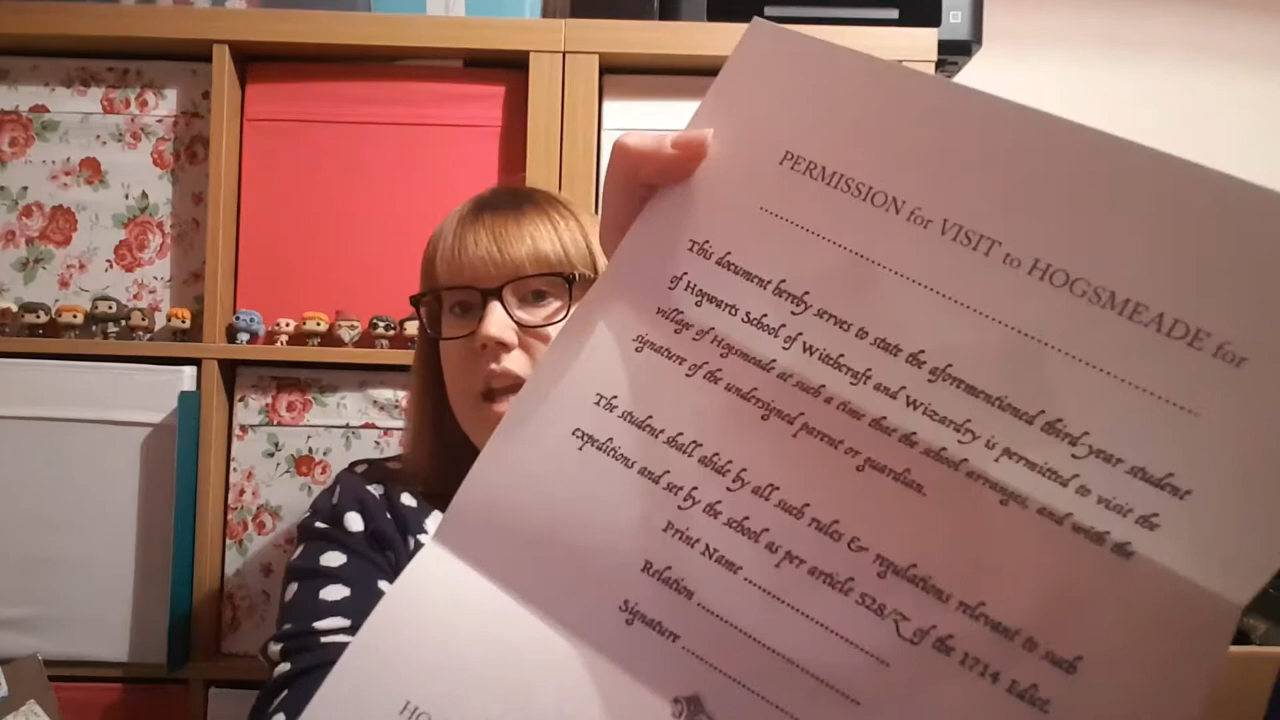 PERMISSION for VISIT to HOGSMEADE for
This document hereby serves to state the aforementioned third-year student
of Hogwarts School of Witchcraft and Wizardry is permitted to visit the
village of Hogsmeade at such a time that the school arranges, and with the
signature of the undersigned parent or guardian.
The student shall abide by all such rules & regulations relevant to such
expeditions and set by the school as per article 528/Z of the 1714 Edict.
Print Name
Relation
Signature
HO